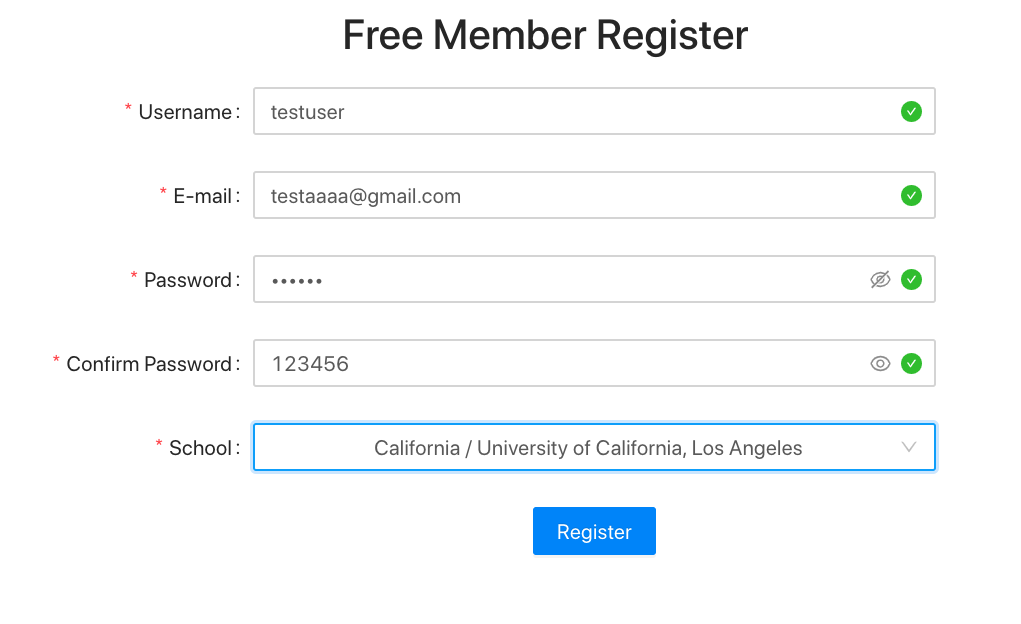 Free Member Register
* Username: testuser
* E-mail: testaaaa@gmail.com
* Password: ••••••
* Confirm Password: 123456
* School: California / University of California, Los Angeles
Register